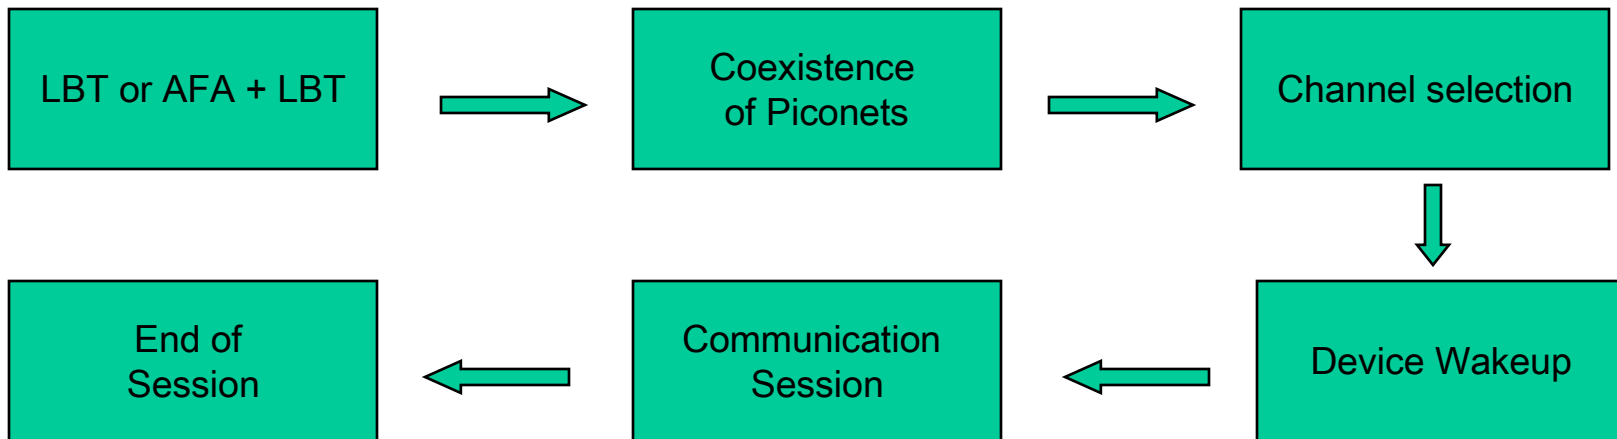 LBT or AFA + LBT
Coexistence
of Piconets
Channel selection
Device Wakeup
Communication
Session
End of
Session